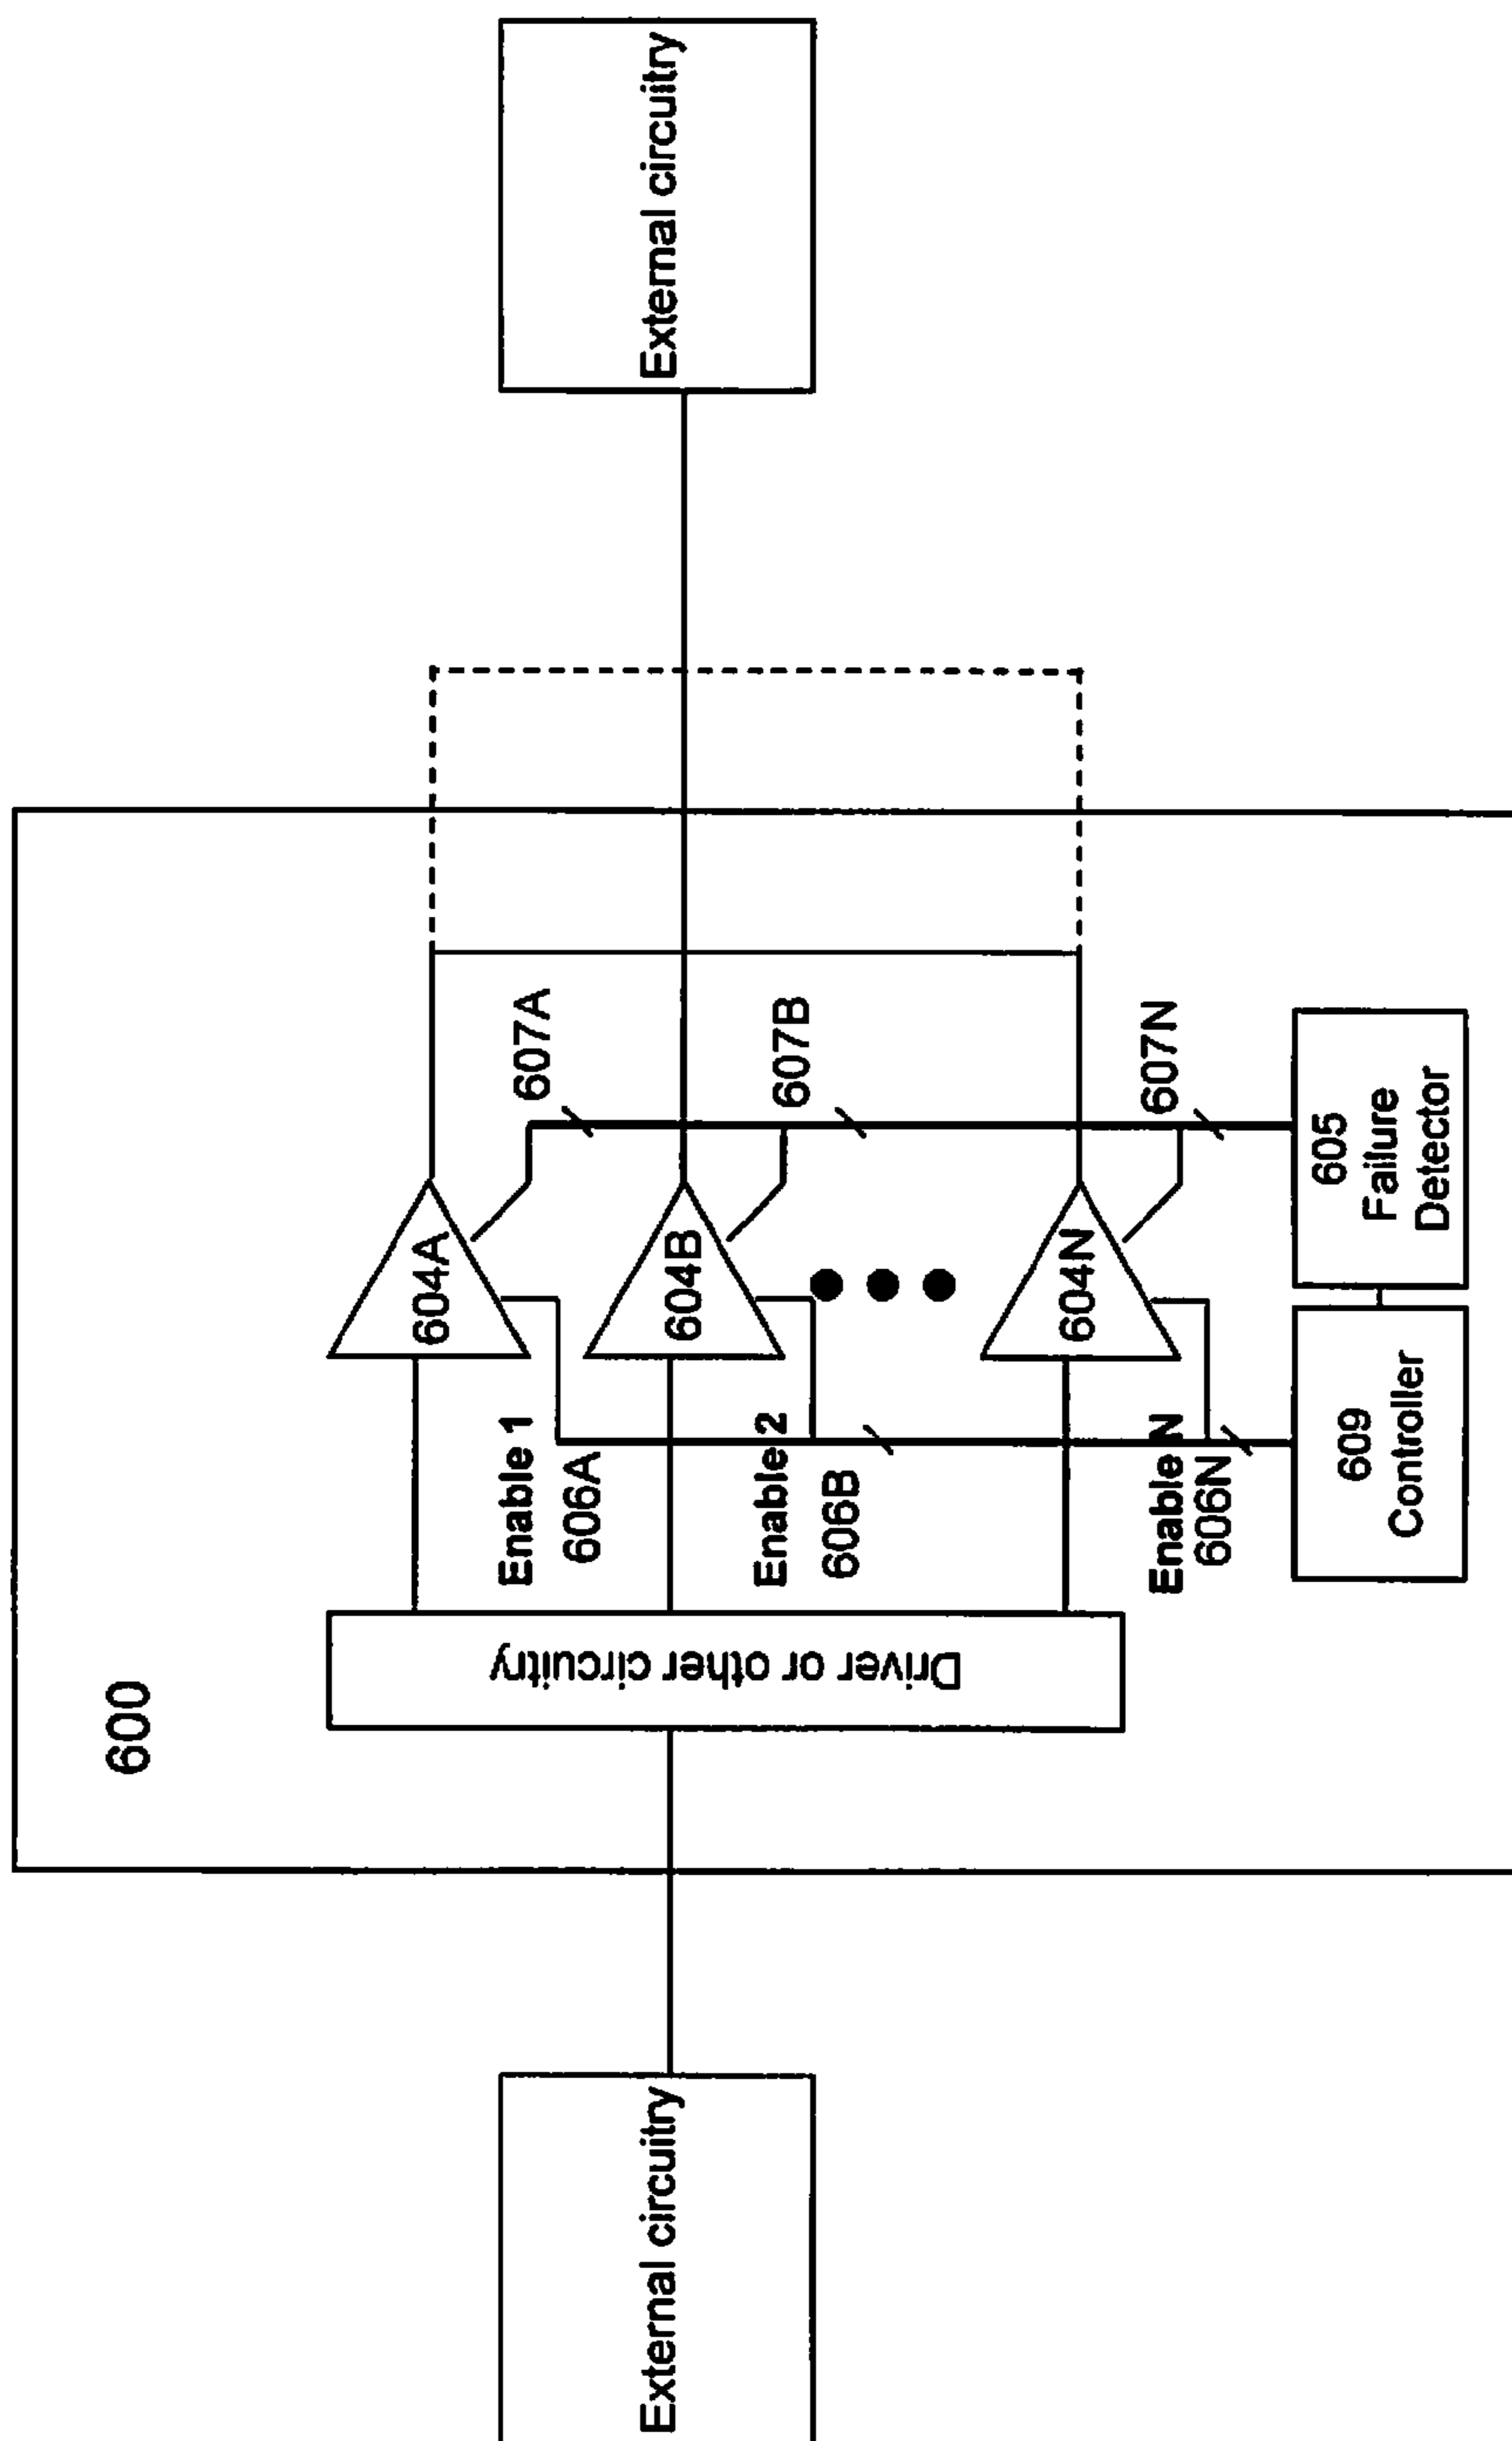 600
External circuitry
Driver or other circuitry
Enable 1
606A
604A
607A
Enable 2
606B
604B
607B
Enable N
606N
604N
607N
609
Controller
605
Failure
Detector
External circuitry